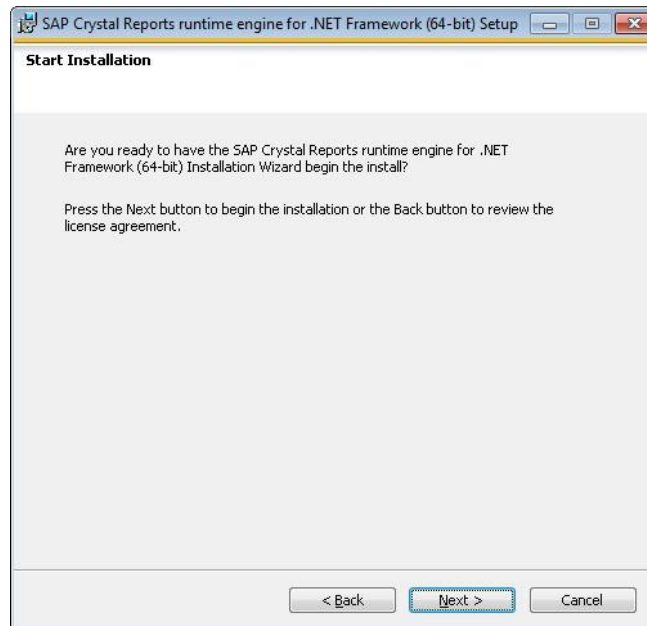 SAP Crystal Reports runtime engine for .NET Framework (64-bit) Setup
Start Installation
Are you ready to have the SAP Crystal Reports runtime engine for .NET
Framework (64-bit) Installation Wizard begin the install?
Press the Next button to begin the installation or the Back button to review the
license agreement.
< Back Next > Cancel